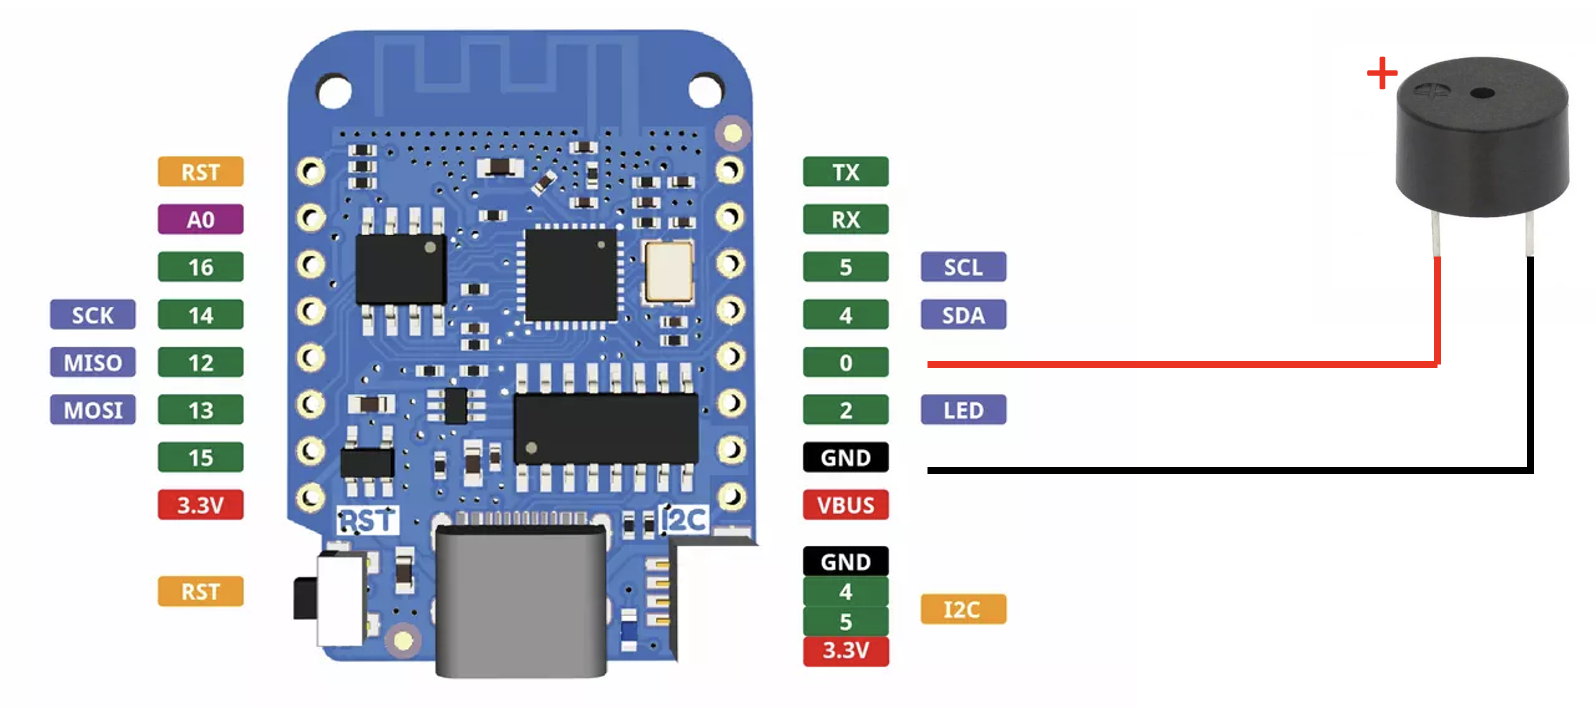 +
RST
A0
16
SCK 14
MISO 12
MOSI 13
15
3.3V
RST
RST
I2C
TX
RX
5 SCL
4 SDA
0
2 LED
GND
VBUS
GND
4
5
3.3V
I2C